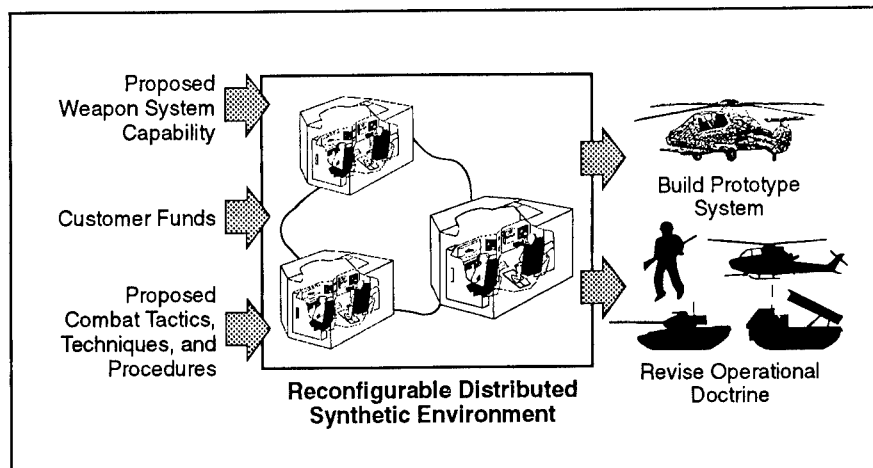 Proposed
Weapon System
Capability
Customer Funds
Proposed
Combat Tactics,
Techniques, and
Procedures
Reconfigurable Distributed
Synthetic Environment
Build Prototype
System
Revise Operational
Doctrine